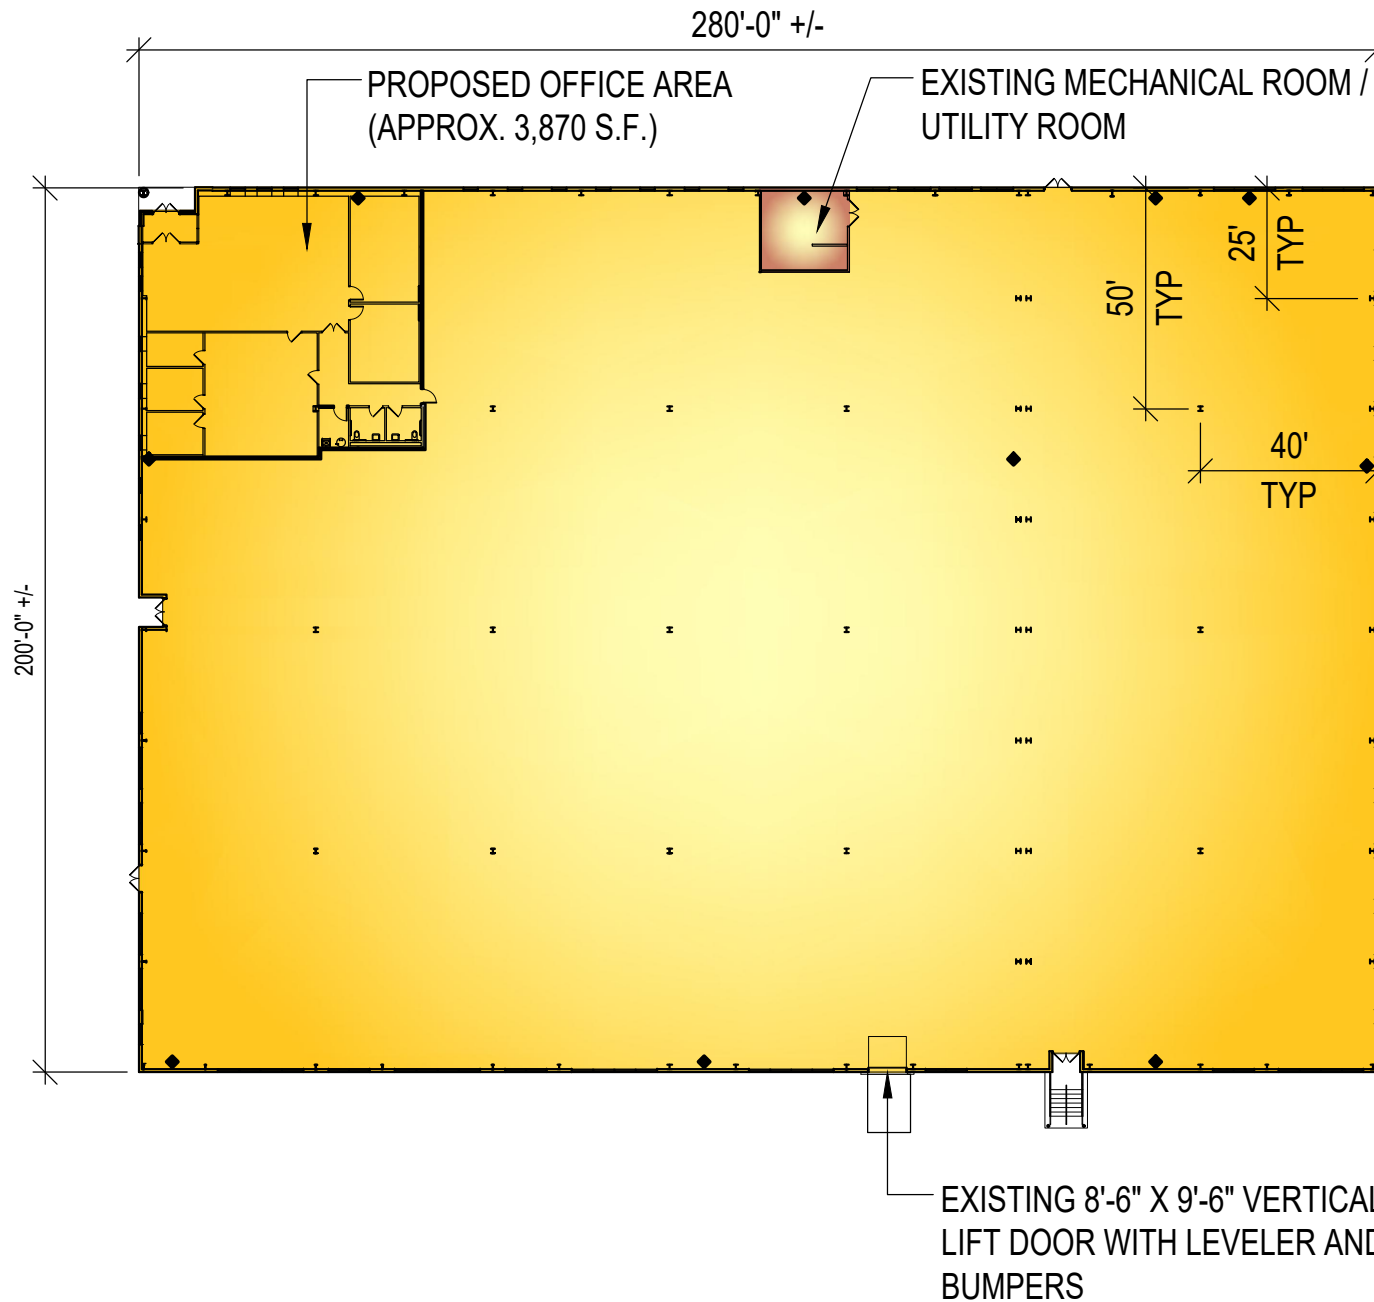 280'-0" +/-
PROPOSED OFFICE AREA
(APPROX. 3,870 S.F.)
EXISTING MECHANICAL ROOM /
UTILITY ROOM
25'
TYP
50'
TYP
40'
TYP
200'-0" +/-
EXISTING 8'-6" X 9'-6" VERTICAL
LIFT DOOR WITH LEVELER AND
BUMPERS